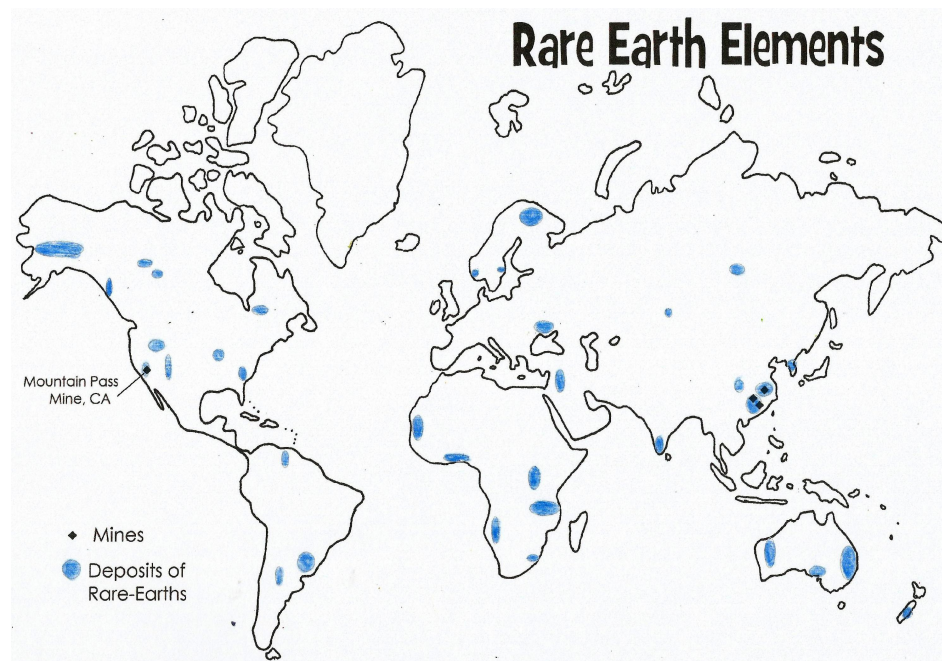 Rare Earth Elements
Mountain Pass
Mine, CA
Mines
Deposits of
Rare-Earths